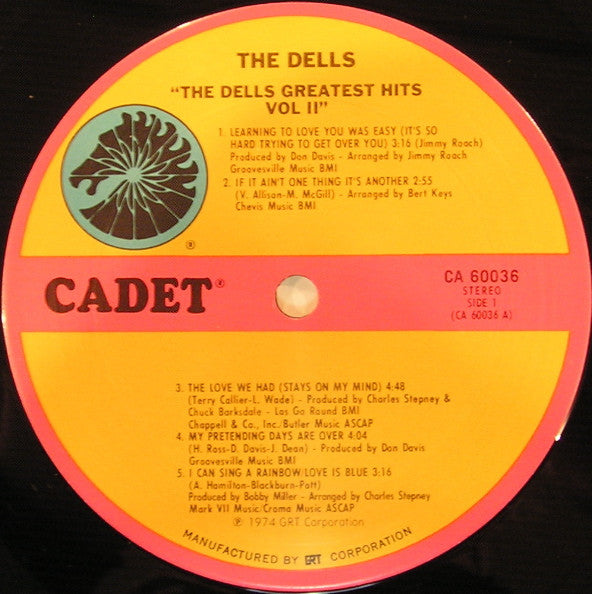 THE DELLS
"THE DELLS GREATEST HITS
VOL II"
1. LEARNING TO LOVE YOU WAS EASY (IT'S SO
HARD TRYING TO GET OVER YOU) 3:16 (Jimmy Roach)
Produced by Don Davis - Arranged by Jimmy Roach
Groovesville Music BMI
2. IF IT AIN'T ONE THING IT'S ANOTHER 2:55
(V. Allison-M. McGill) - Arranged by Bert Keys
Chevis Music BMI
®
CADET®
CA 60036
STEREO
SIDE 1
(CA 60036 A)
3. THE LOVE WE HAD (STAYS ON MY MIND) 4:48
(Terry Callier-L. Wade) - Produced by Charles Stepney &
Chuck Barksdale - Las Go Round BMI
Chappell & Co., Inc. Butler Music ASCAP
4. MY PRETENDING DAYS ARE OVER 4:04
(H. Ross-D. Davis-J. Dean) - Produced by Don Davis
Groovesville Music BMI
5. I CAN SING A RAINBOW/LOVE IS BLUE 3:16
(A. Hamilton-Blackburn-Pott)
Produced by Bobby Miller - Arranged by Charles Stepney
Mark VII Music/Croma Music ASCAP
℗ 1974 GRT Corporation
MANUFACTURED BY GRT CORPORATION